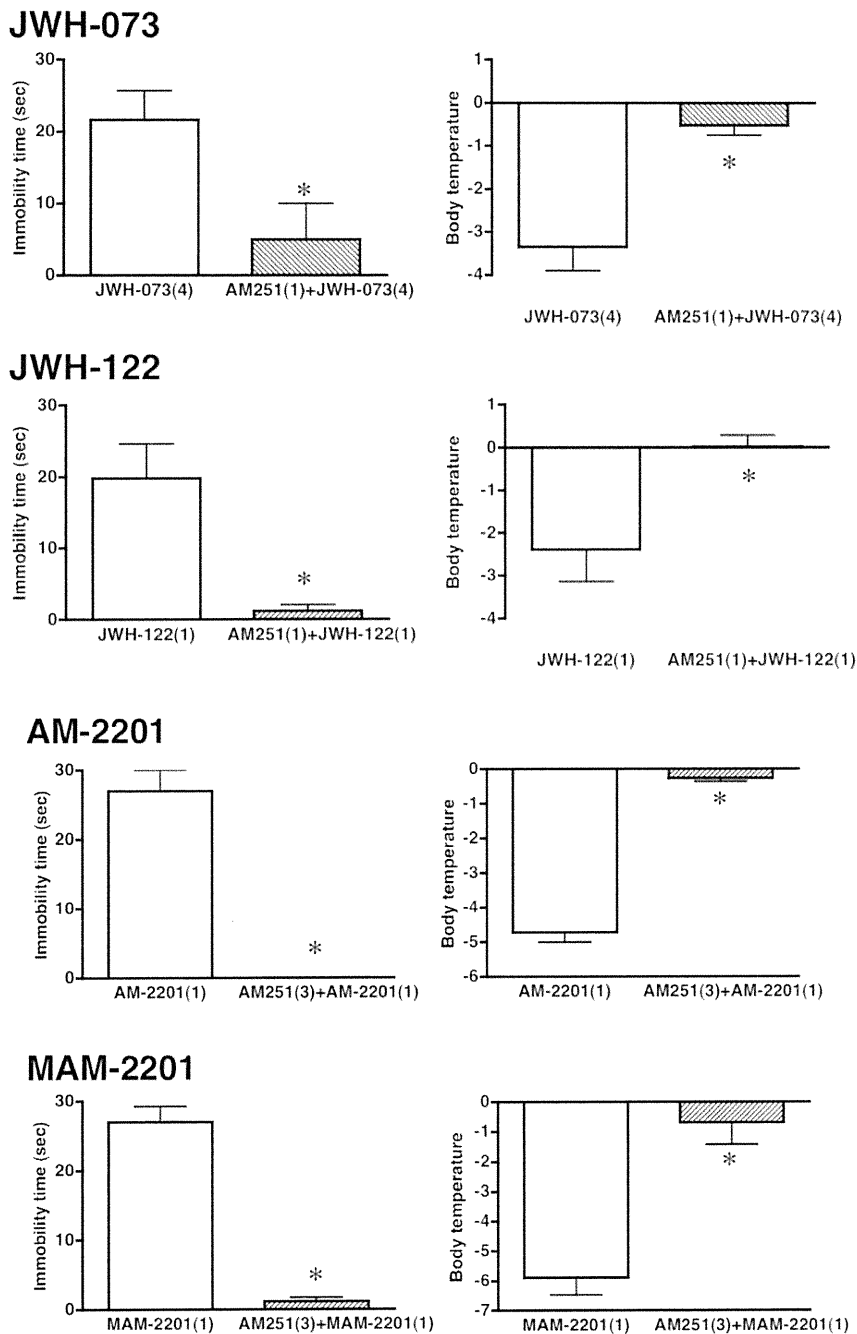 JWH-073
Immobility time (sec)
30
20
10
0
*
JWH-073(4) AM251(1)+JWH-073(4)
Body temperature
1
0
-1
-2
-3
-4
*
JWH-073(4) AM251(1)+JWH-073(4)
JWH-122
Immobility time (sec)
30
20
10
0
*
JWH-122(1) AM251(1)+JWH-122(1)
Body temperature
1
0
-1
-2
-3
-4
*
JWH-122(1) AM251(1)+JWH-122(1)
AM-2201
Immobility time (sec)
30
20
10
0
*
AM-2201(1) AM251(3)+AM-2201(1)
Body temperature
0
-1
-2
-3
-4
-5
-6
*
AM-2201(1) AM251(3)+AM-2201(1)
MAM-2201
Immobility time (sec)
30
20
10
0
*
MAM-2201(1) AM251(3)+MAM-2201(1)
Body temperature
0
-1
-2
-3
-4
-5
-6
-7
*
MAM-2201(1) AM251(3)+MAM-2201(1)